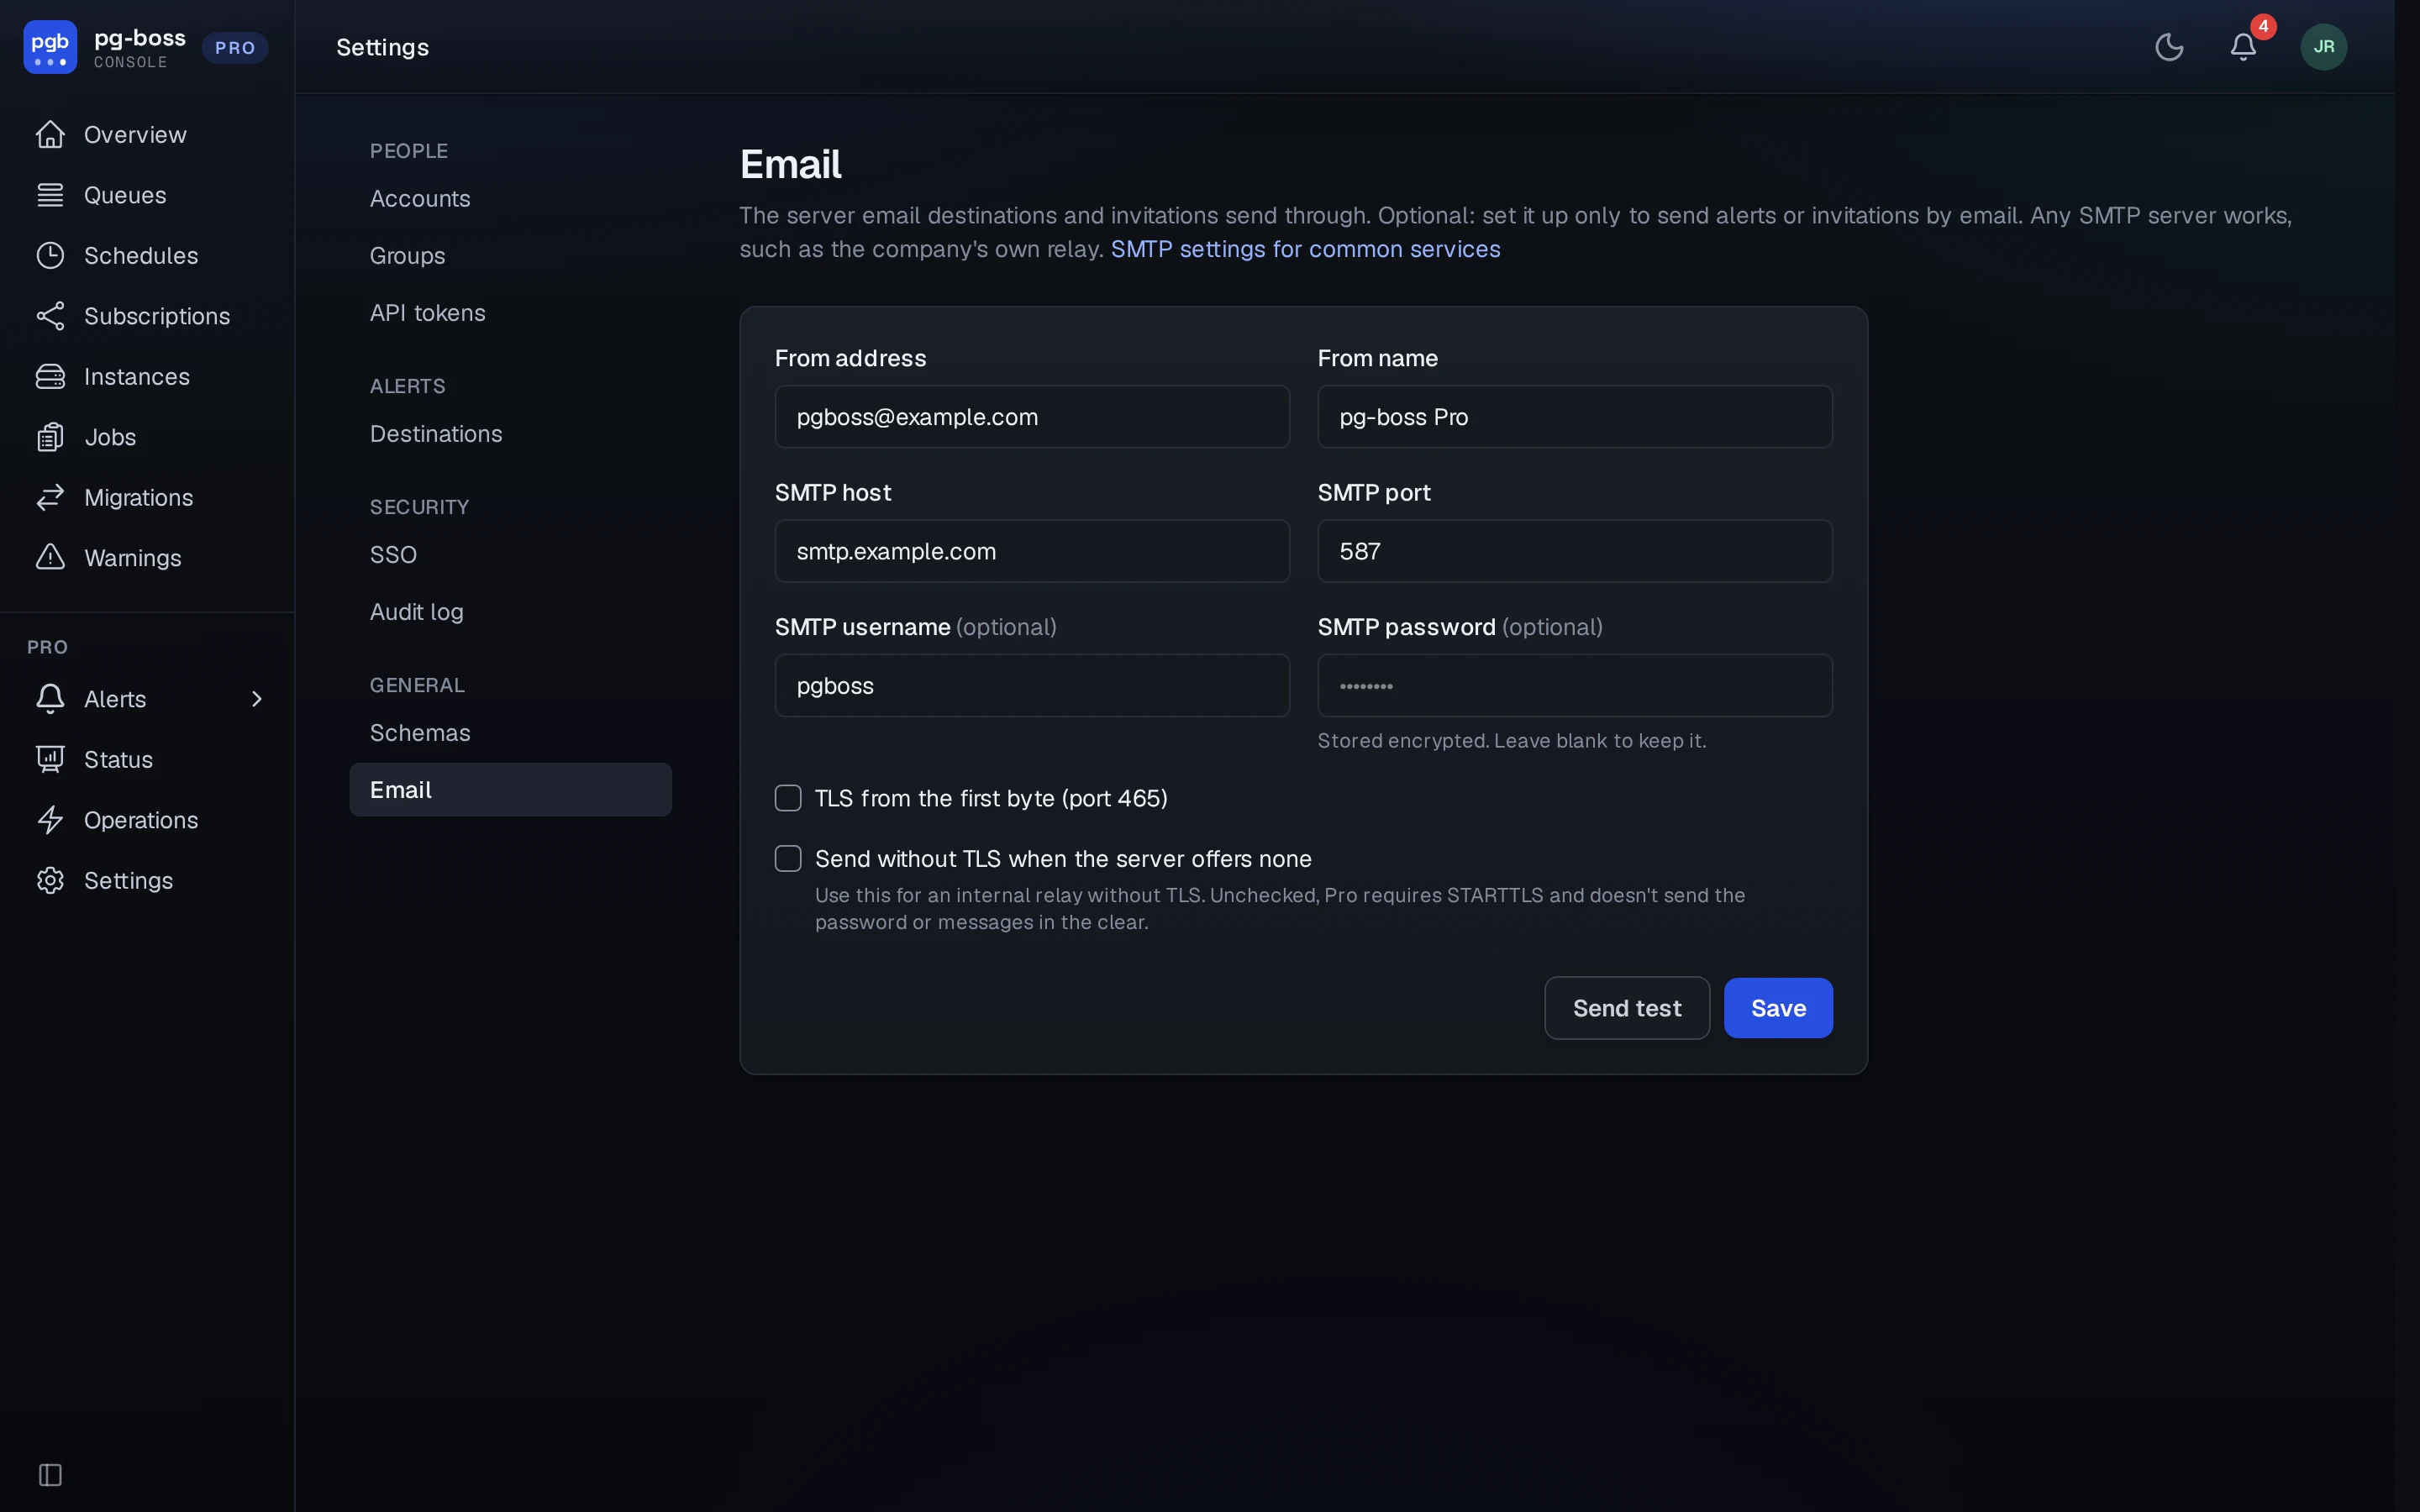 pgb
pg-boss
CONSOLE
PRO
Settings
4
JR
Overview
Queues
Schedules
Subscriptions
Instances
Jobs
Migrations
Warnings
PRO
Alerts
Status
Operations
Settings
PEOPLE
Accounts
Groups
API tokens
ALERTS
Destinations
SECURITY
SSO
Audit log
GENERAL
Schemas
Email
Email
The server email destinations and invitations send through. Optional: set it up only to send alerts or invitations by email. Any SMTP server works,
such as the company's own relay. SMTP settings for common services
From address
From name
pgboss@example.com
pg-boss Pro
SMTP host
SMTP port
smtp.example.com
587
SMTP username (optional)
SMTP password (optional)
pgboss
••••••••
Stored encrypted. Leave blank to keep it.
TLS from the first byte (port 465)
Send without TLS when the server offers none
Use this for an internal relay without TLS. Unchecked, Pro requires STARTTLS and doesn't send the
password or messages in the clear.
Send test
Save